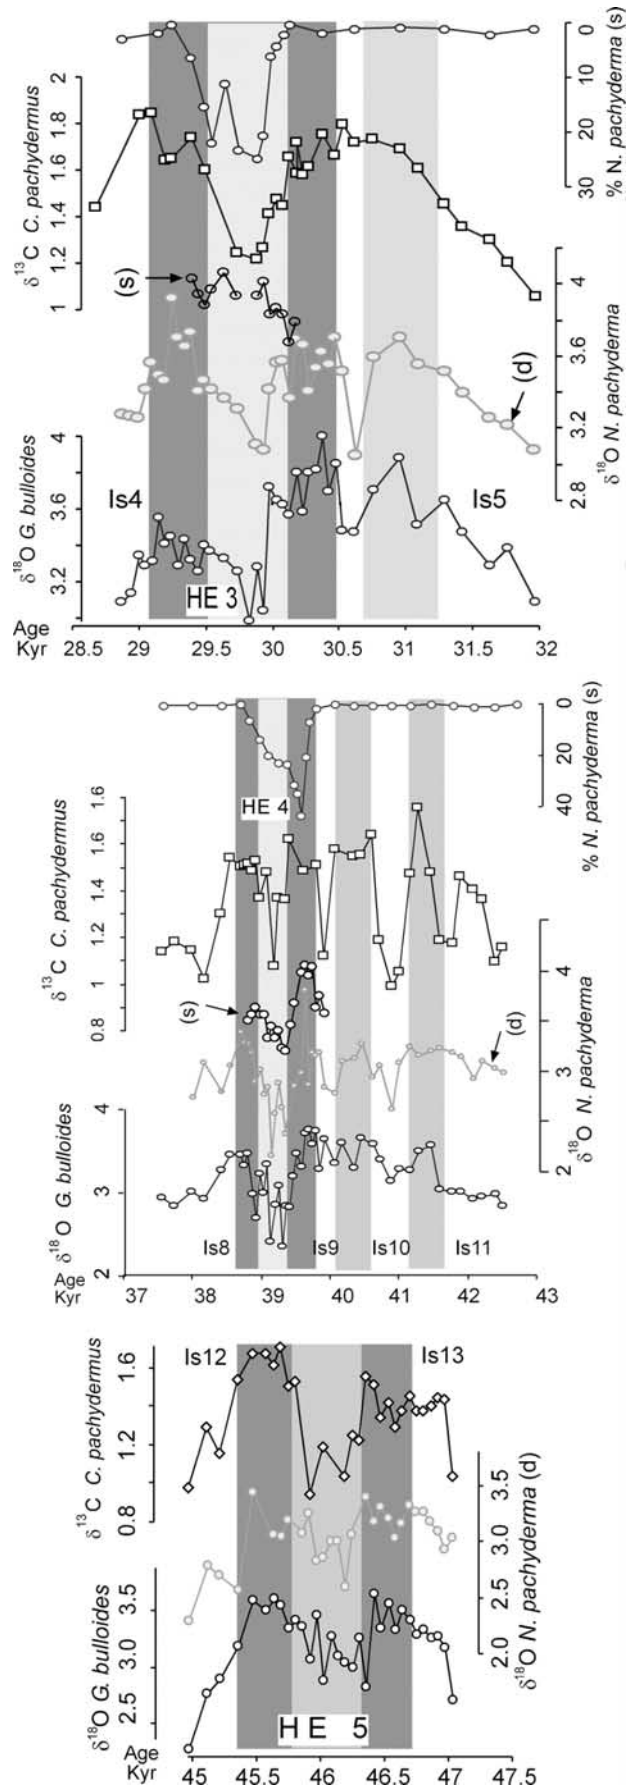 δ13C C. pachydermus
2
1.8
1.6
1.4
1.2
1
0
10
20
30
% N. pachyderma (s)
(s)
(d)
4
3.6
3.2
2.8
δ18O N. pachyderma
δ18O G. bulloides
4
3.6
3.2
Is4
Is5
HE 3
Age
Kyr
28.5 29 29.5 30 30.5 31 31.5 32
0
20
40
% N. pachyderma (s)
HE 4
δ13C C. pachydermus
1.6
1.4
1.2
1
0.8
(s)
(d)
4
3
2
δ18O N. pachyderma
δ18O G. bulloides
4
3
2
Is8 Is9 Is10 Is11
Age
Kyr
37 38 39 40 41 42 43
Is12 Is13
δ13C C. pachydermus
1.6
1.2
0.8
3.5
3.0
2.5
2.0
δ18O N. pachyderma (d)
δ18O G. bulloides
3.5
3.0
2.5
HE 5
Age
Kyr
45 45.5 46 46.5 47 47.5